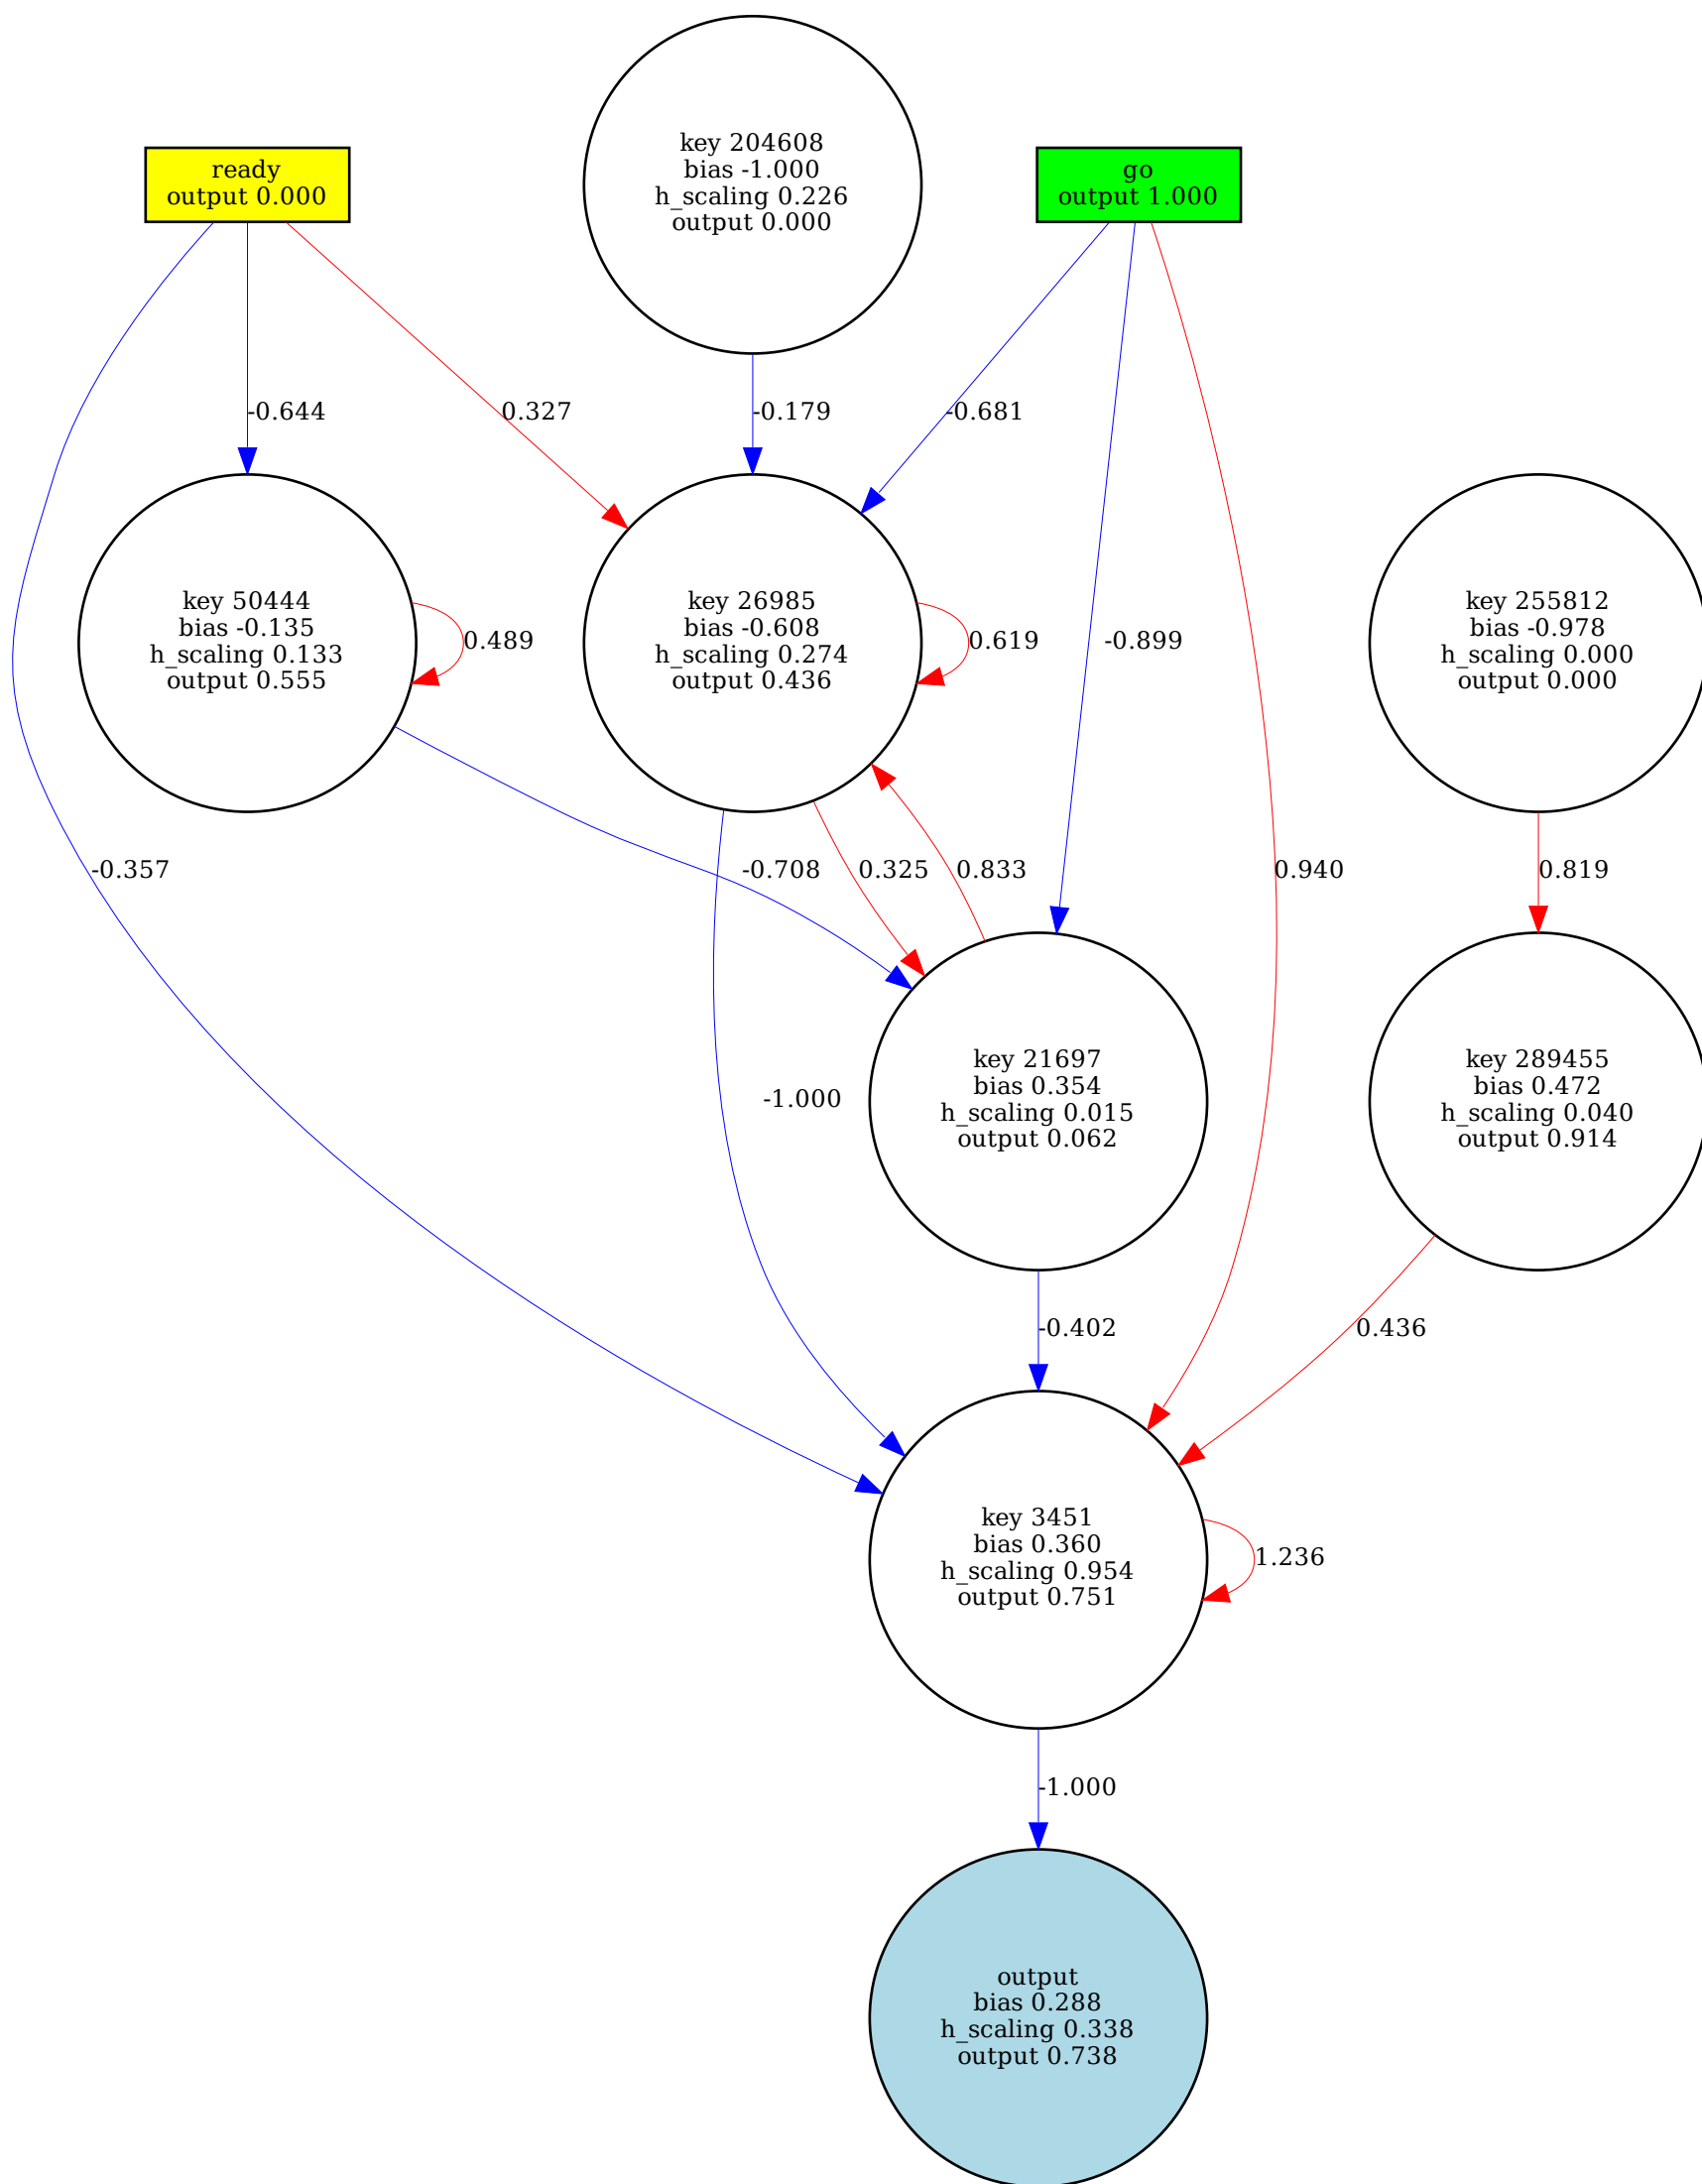 key 204608
bias -1.000
h_scaling 0.226
output 0.000
ready
output 0.000
go
output 1.000
-0.644
0.327
-0.179
-0.681
key 50444
bias -0.135
h_scaling 0.133
output 0.555
0.489
key 26985
bias -0.608
h_scaling 0.274
output 0.436
0.619
-0.899
key 255812
bias -0.978
h_scaling 0.000
output 0.000
-0.357
-0.708
0.325
0.833
0.940
0.819
-1.000
key 21697
bias 0.354
h_scaling 0.015
output 0.062
key 289455
bias 0.472
h_scaling 0.040
output 0.914
-0.402
0.436
key 3451
bias 0.360
h_scaling 0.954
output 0.751
1.236
-1.000
output
bias 0.288
h_scaling 0.338
output 0.738